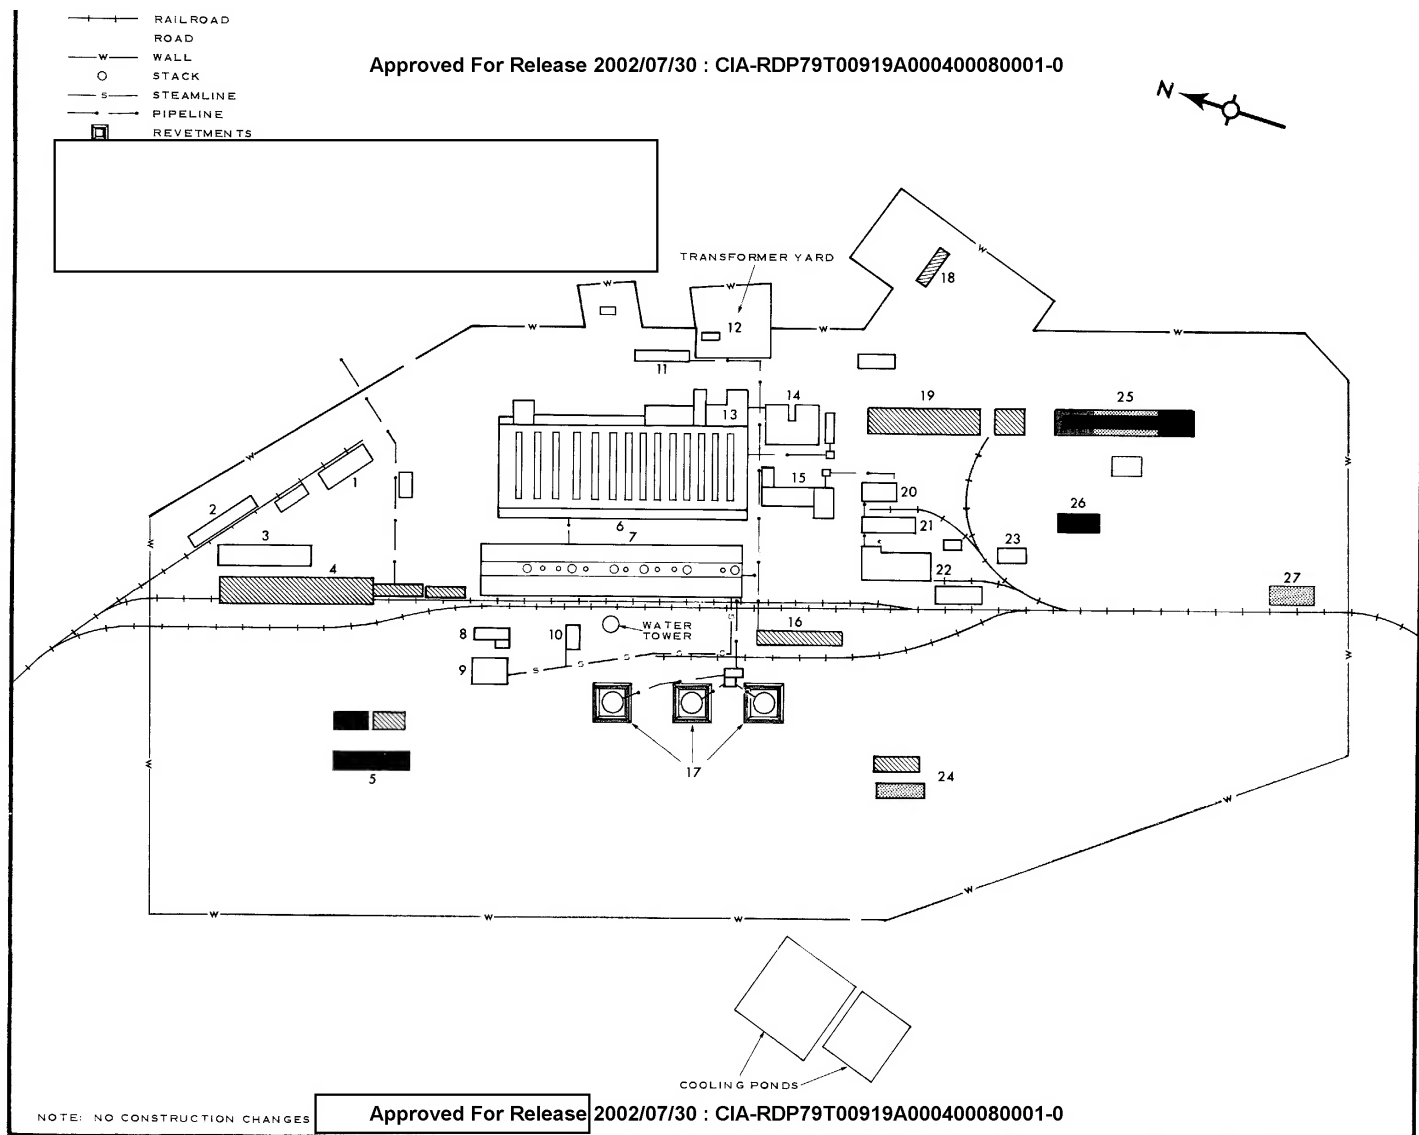 RAILROAD
ROAD
W WALL
STACK
S STEAMLINE
PIPELINE
REVETMENTS
Approved For Release 2002/07/30 : CIA-RDP79T00919A000400080001-0
N
W
TRANSFORMER YARD
18
W
W
W
12
W
W
W
11
14
19
25
13
W
1
15
W
2
20
26
6
21
3
7
23
W
4
22
27
S
8
10
WATER
TOWER
16
9
S
S
S
S
S
W
17
5
24
W
W
W
W
W
W
COOLING PONDS
NOTE: NO CONSTRUCTION CHANGES
Approved For Release 2002/07/30 : CIA-RDP79T00919A000400080001-0